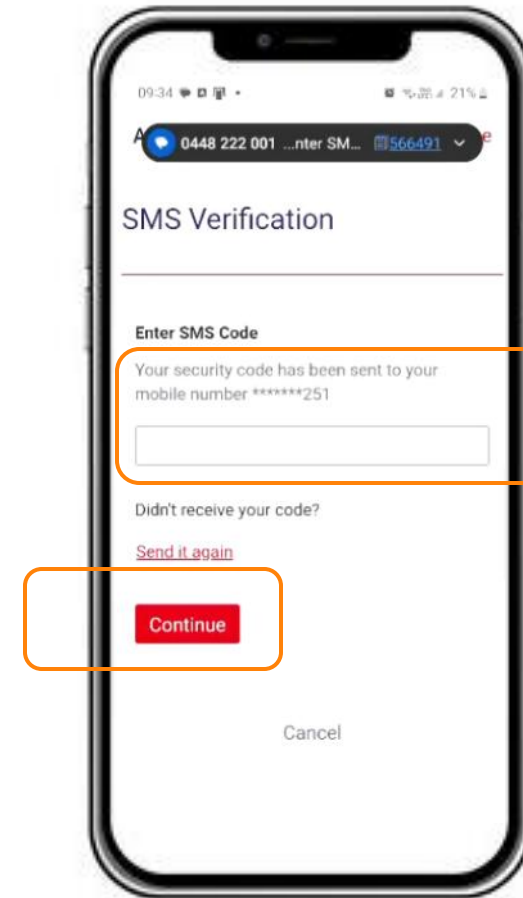 09:34
21%
A e
0448 222 001 ...nter SM... 566491
SMS Verification
Enter SMS Code
Your security code has been sent to your
mobile number *******251
Didn't receive your code?
Send it again
Continue
Cancel